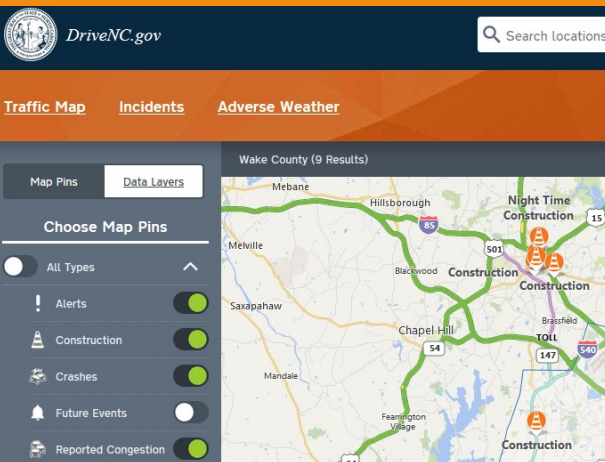 DriveNC.gov
Search locations
Traffic Map
Incidents
Adverse Weather
Map Pins
Data Layers
Wake County (9 Results)
Choose Map Pins
All Types
Alerts
Construction
Crashes
Future Events
Reported Congestion
Mebane
Hillsborough
Night Time
Construction
15
85
Melville
501
Blackwood
Construction
Construction
Saxapahaw
Chapel Hill
Brassfield
TOLL
54
147
540
Mandale
Fearrington
Village
Construction
64